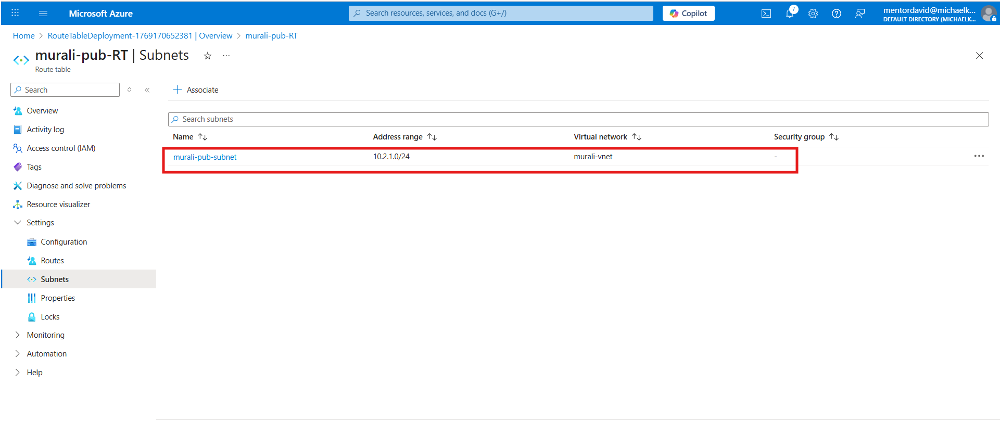 Microsoft Azure
Search resources, services, and docs (G+/)
Copilot
7
mentordavid@michaelk...
DEFAULT DIRECTORY (MICHAELK...
Home > RouteTableDeployment-1769170652381 | Overview > murali-pub-RT
murali-pub-RT | Subnets
Route table
Search
Associate
Overview
Activity log
Access control (IAM)
Tags
Diagnose and solve problems
Resource visualizer
Settings
Configuration
Routes
Subnets
Properties
Locks
Monitoring
Automation
Help
Search subnets
Name Address range Virtual network Security group
murali-pub-subnet 10.2.1.0/24 murali-vnet -